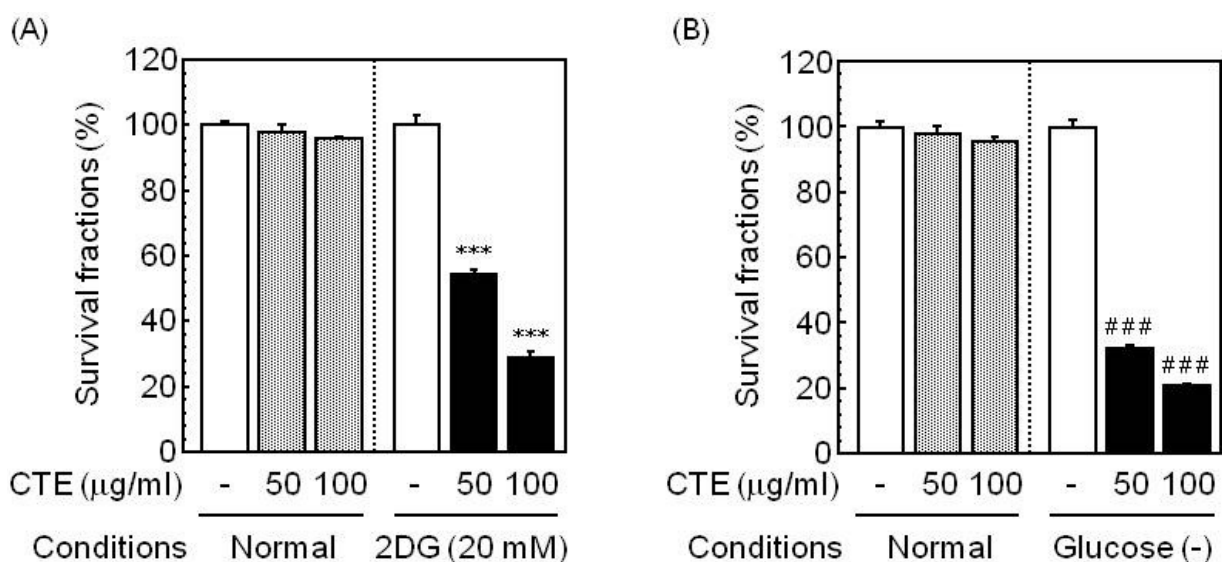 (A)
120
100
80
60
40
20
0
Survival fractions (%)
***
***
CTE (μg/ml) - 50 100 - 50 100
Conditions Normal 2DG (20 mM)
(B)
120
100
80
60
40
20
0
Survival fractions (%)
###
###
CTE (μg/ml) - 50 100 - 50 100
Conditions Normal Glucose (-)